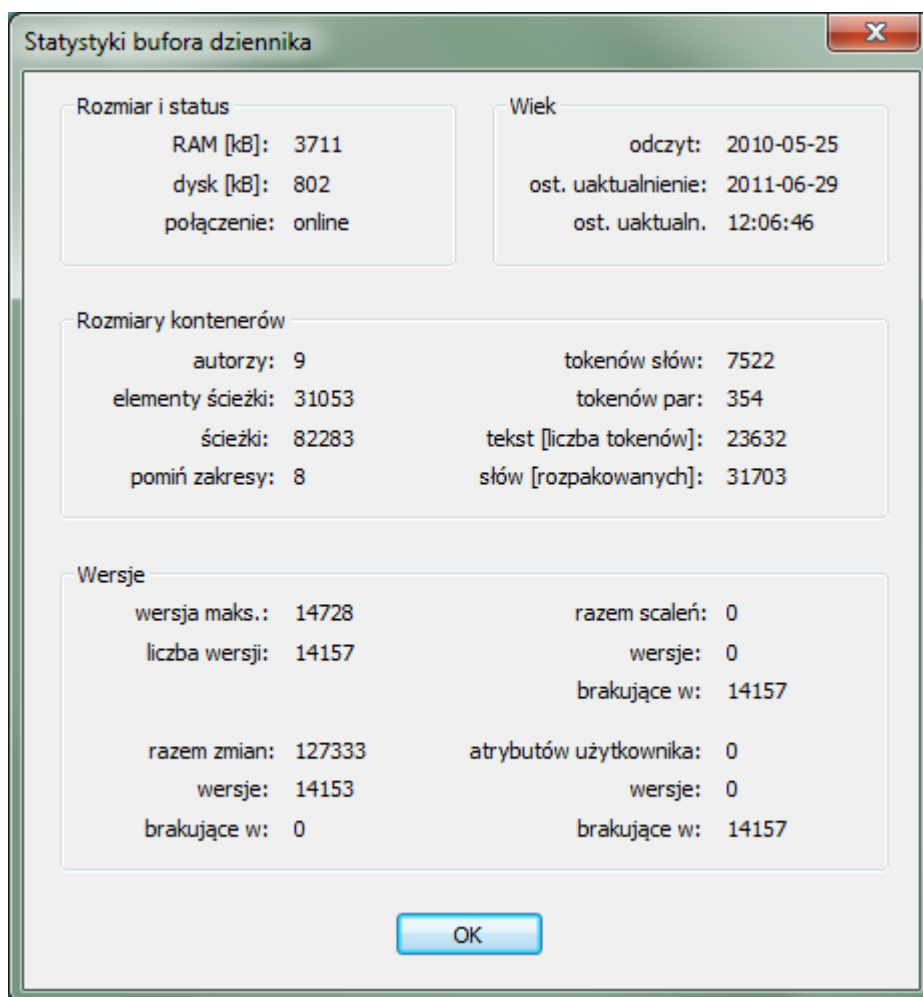 Statystyki bufora dziennika
Rozmiar i status
RAM [kB]: 3711
dysk [kB]: 802
połączenie: online
Wiek
odczyt: 2010-05-25
ost. uaktualnienie: 2011-06-29
ost. uaktualn. 12:06:46
Rozmiary kontenerów
autorzy: 9
elementy ścieżki: 31053
ścieżki: 82283
pomiń zakresy: 8
tokenów słów: 7522
tokenów par: 354
tekst [liczba tokenów]: 23632
słów [rozpakowanych]: 31703
Wersje
wersja maks.: 14728
liczba wersji: 14157
razem scaleń: 0
wersje: 0
brakujące w: 14157
razem zmian: 127333
wersje: 14153
brakujące w: 0
atrybutów użytkownika: 0
wersje: 0
brakujące w: 14157
OK